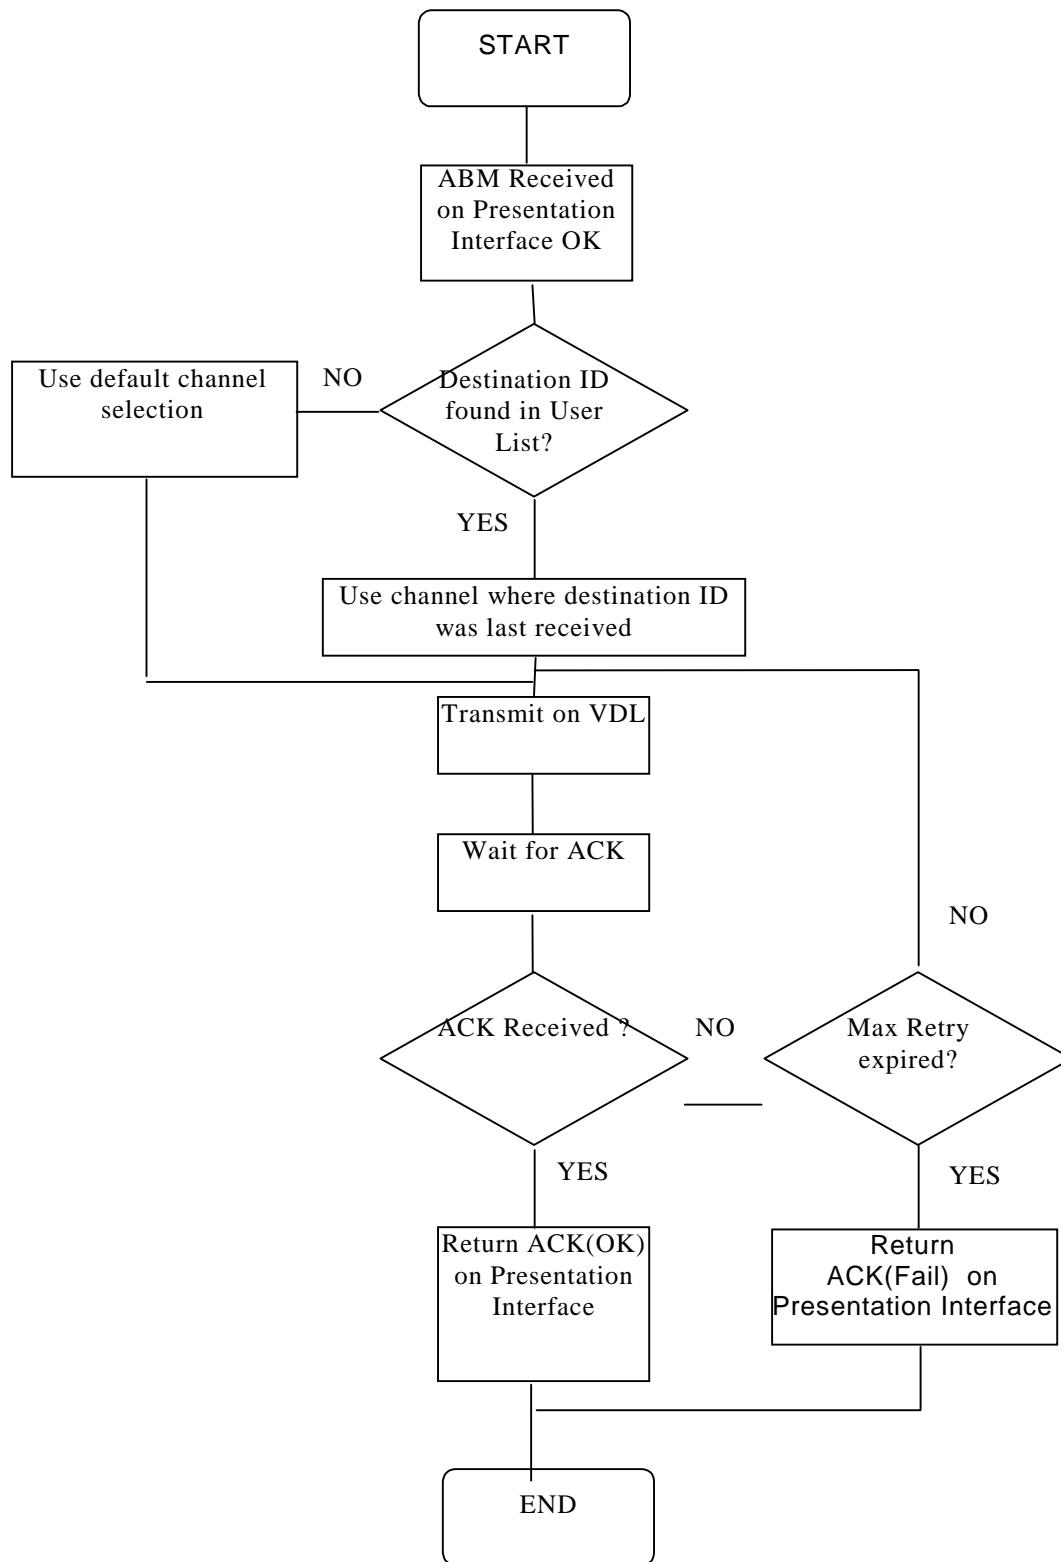 START
ABM Received
on Presentation
Interface OK
Use default channel
selection
NO
Destination ID
found in User
List?
YES
Use channel where destination ID
was last received
Transmit on VDL
Wait for ACK
NO
ACK Received ?
NO
Max Retry
expired?
YES
YES
Return ACK(OK)
on Presentation
Interface
Return
ACK(Fail) on
Presentation Interface
END